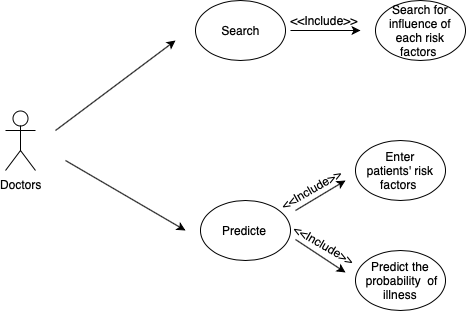 Search
<<Include>>
Search for
influence of
each risk
factors
Doctors
Predicte
<<Include>>
Enter
patients' risk
factors
<<Include>>
Predict the
probability of
illness